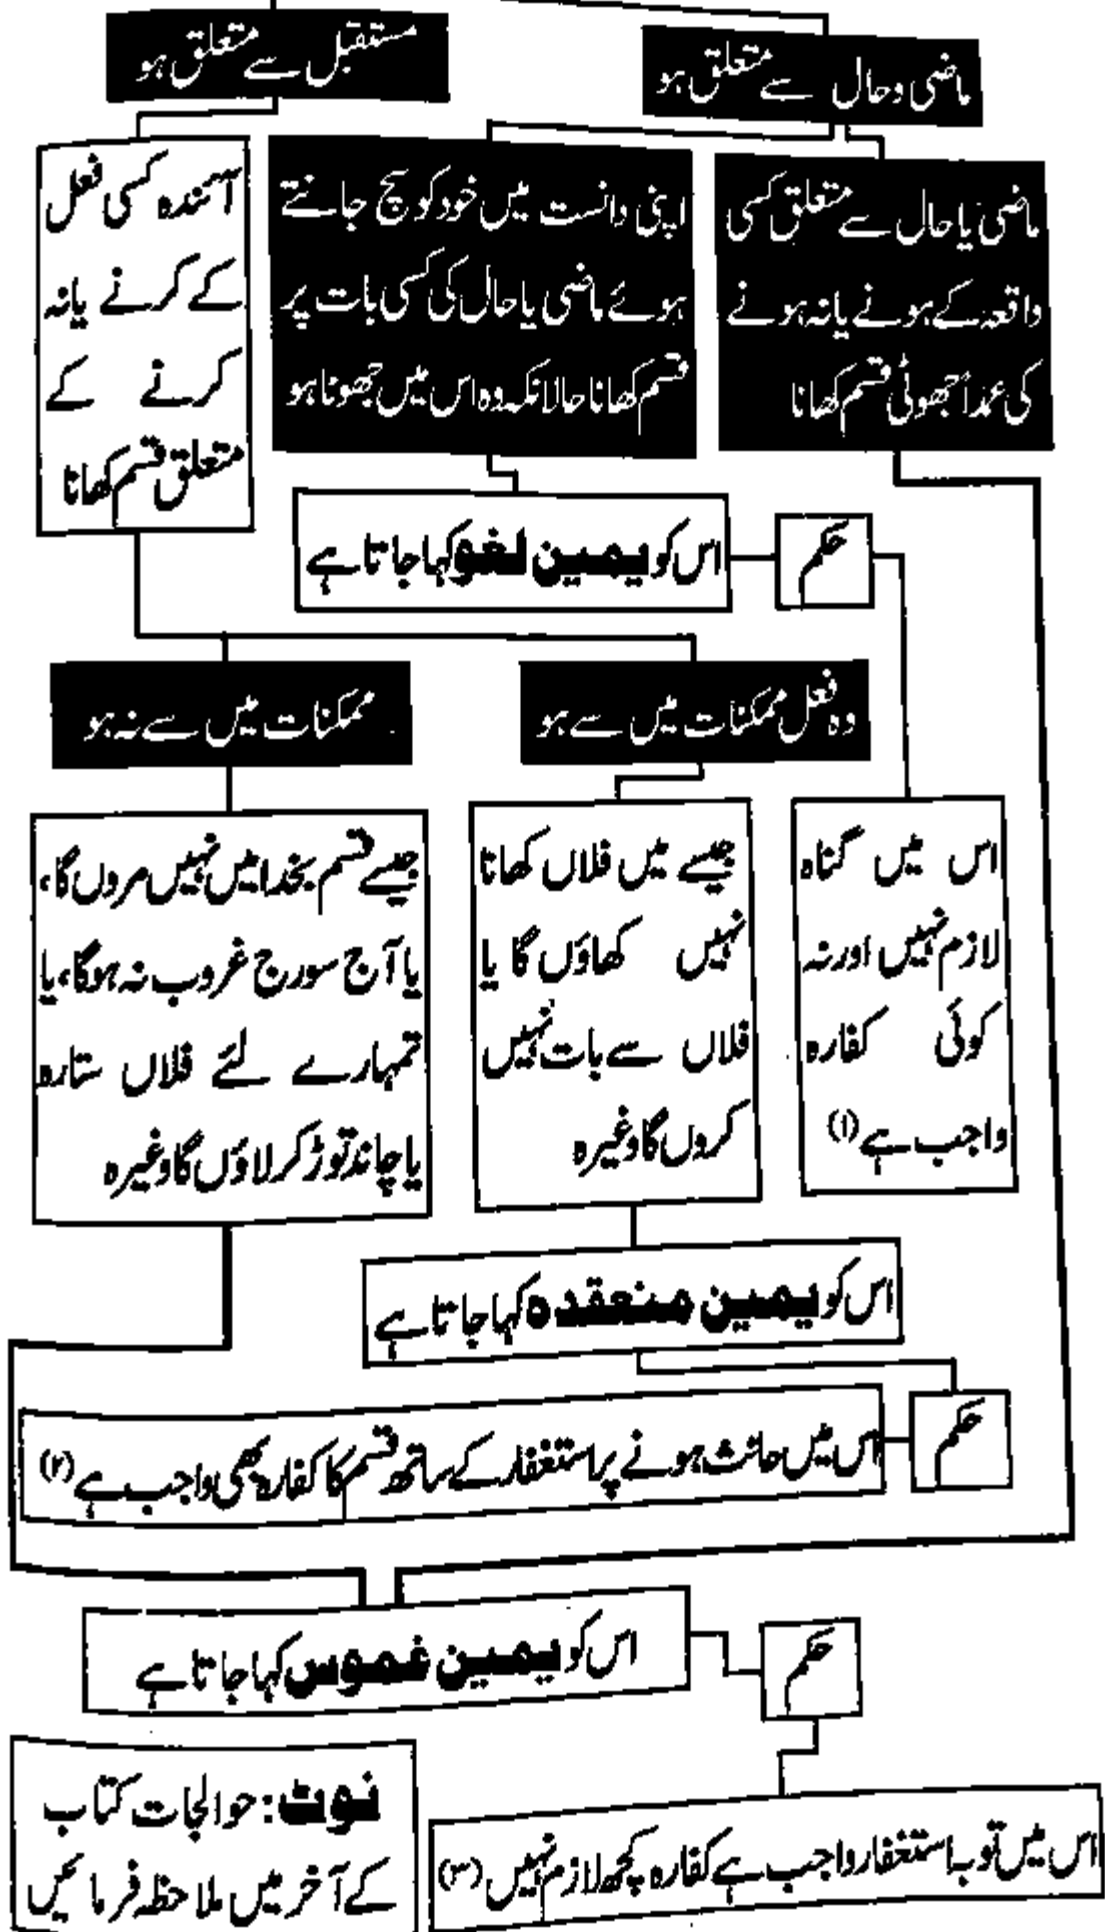 ماضی وحال سے متعلق ہو
مستقبل سے متعلق ہو
ماضی یا حال سے متعلق کسی
واقعہ کے ہونے یا نہ ہونے
کی عمداً جھوٹی قسم کھانا
اپنی دانست میں خود کو سچ جانتے
ہوئے ماضی یا حال کی کسی بات پر
قسم کھانا حالانکہ وہ اس میں جھوٹا ہو
آئندہ کسی فعل
کے کرنے یا نہ
کرنے کے
متعلق قسم کھانا
اس کو یمین لغو کہا جاتا ہے
حکم
وہ فعل ممکنات میں سے ہو
ممکنات میں سے نہ ہو
اس میں گناہ
لازم نہیں اور نہ
کوئی کفارہ
واجب ہے (۱)
جیسے میں فلاں کھانا
نہیں کھاؤں گا یا
فلاں سے بات نہیں
کروں گا وغیرہ
جیسے قسم بخدا میں نہیں مروں گا،
یا آج سورج غروب نہ ہوگا، یا
تمہارے لئے فلاں ستارہ
یا چاند توڑ کر لاؤں گا وغیرہ
اس کو یمین منعقدہ کہا جاتا ہے
حکم
اس میں حانث ہونے پر استغفار کے ساتھ قسم کا کفارہ بھی واجب ہے (۲)
اس کو یمین غموس کہا جاتا ہے
حکم
اس میں توبہ استغفار واجب ہے کفارہ کچھ لازم نہیں (۳)
نوٹ: حوالجات کتاب
کے آخر میں ملاحظہ فرمائیں